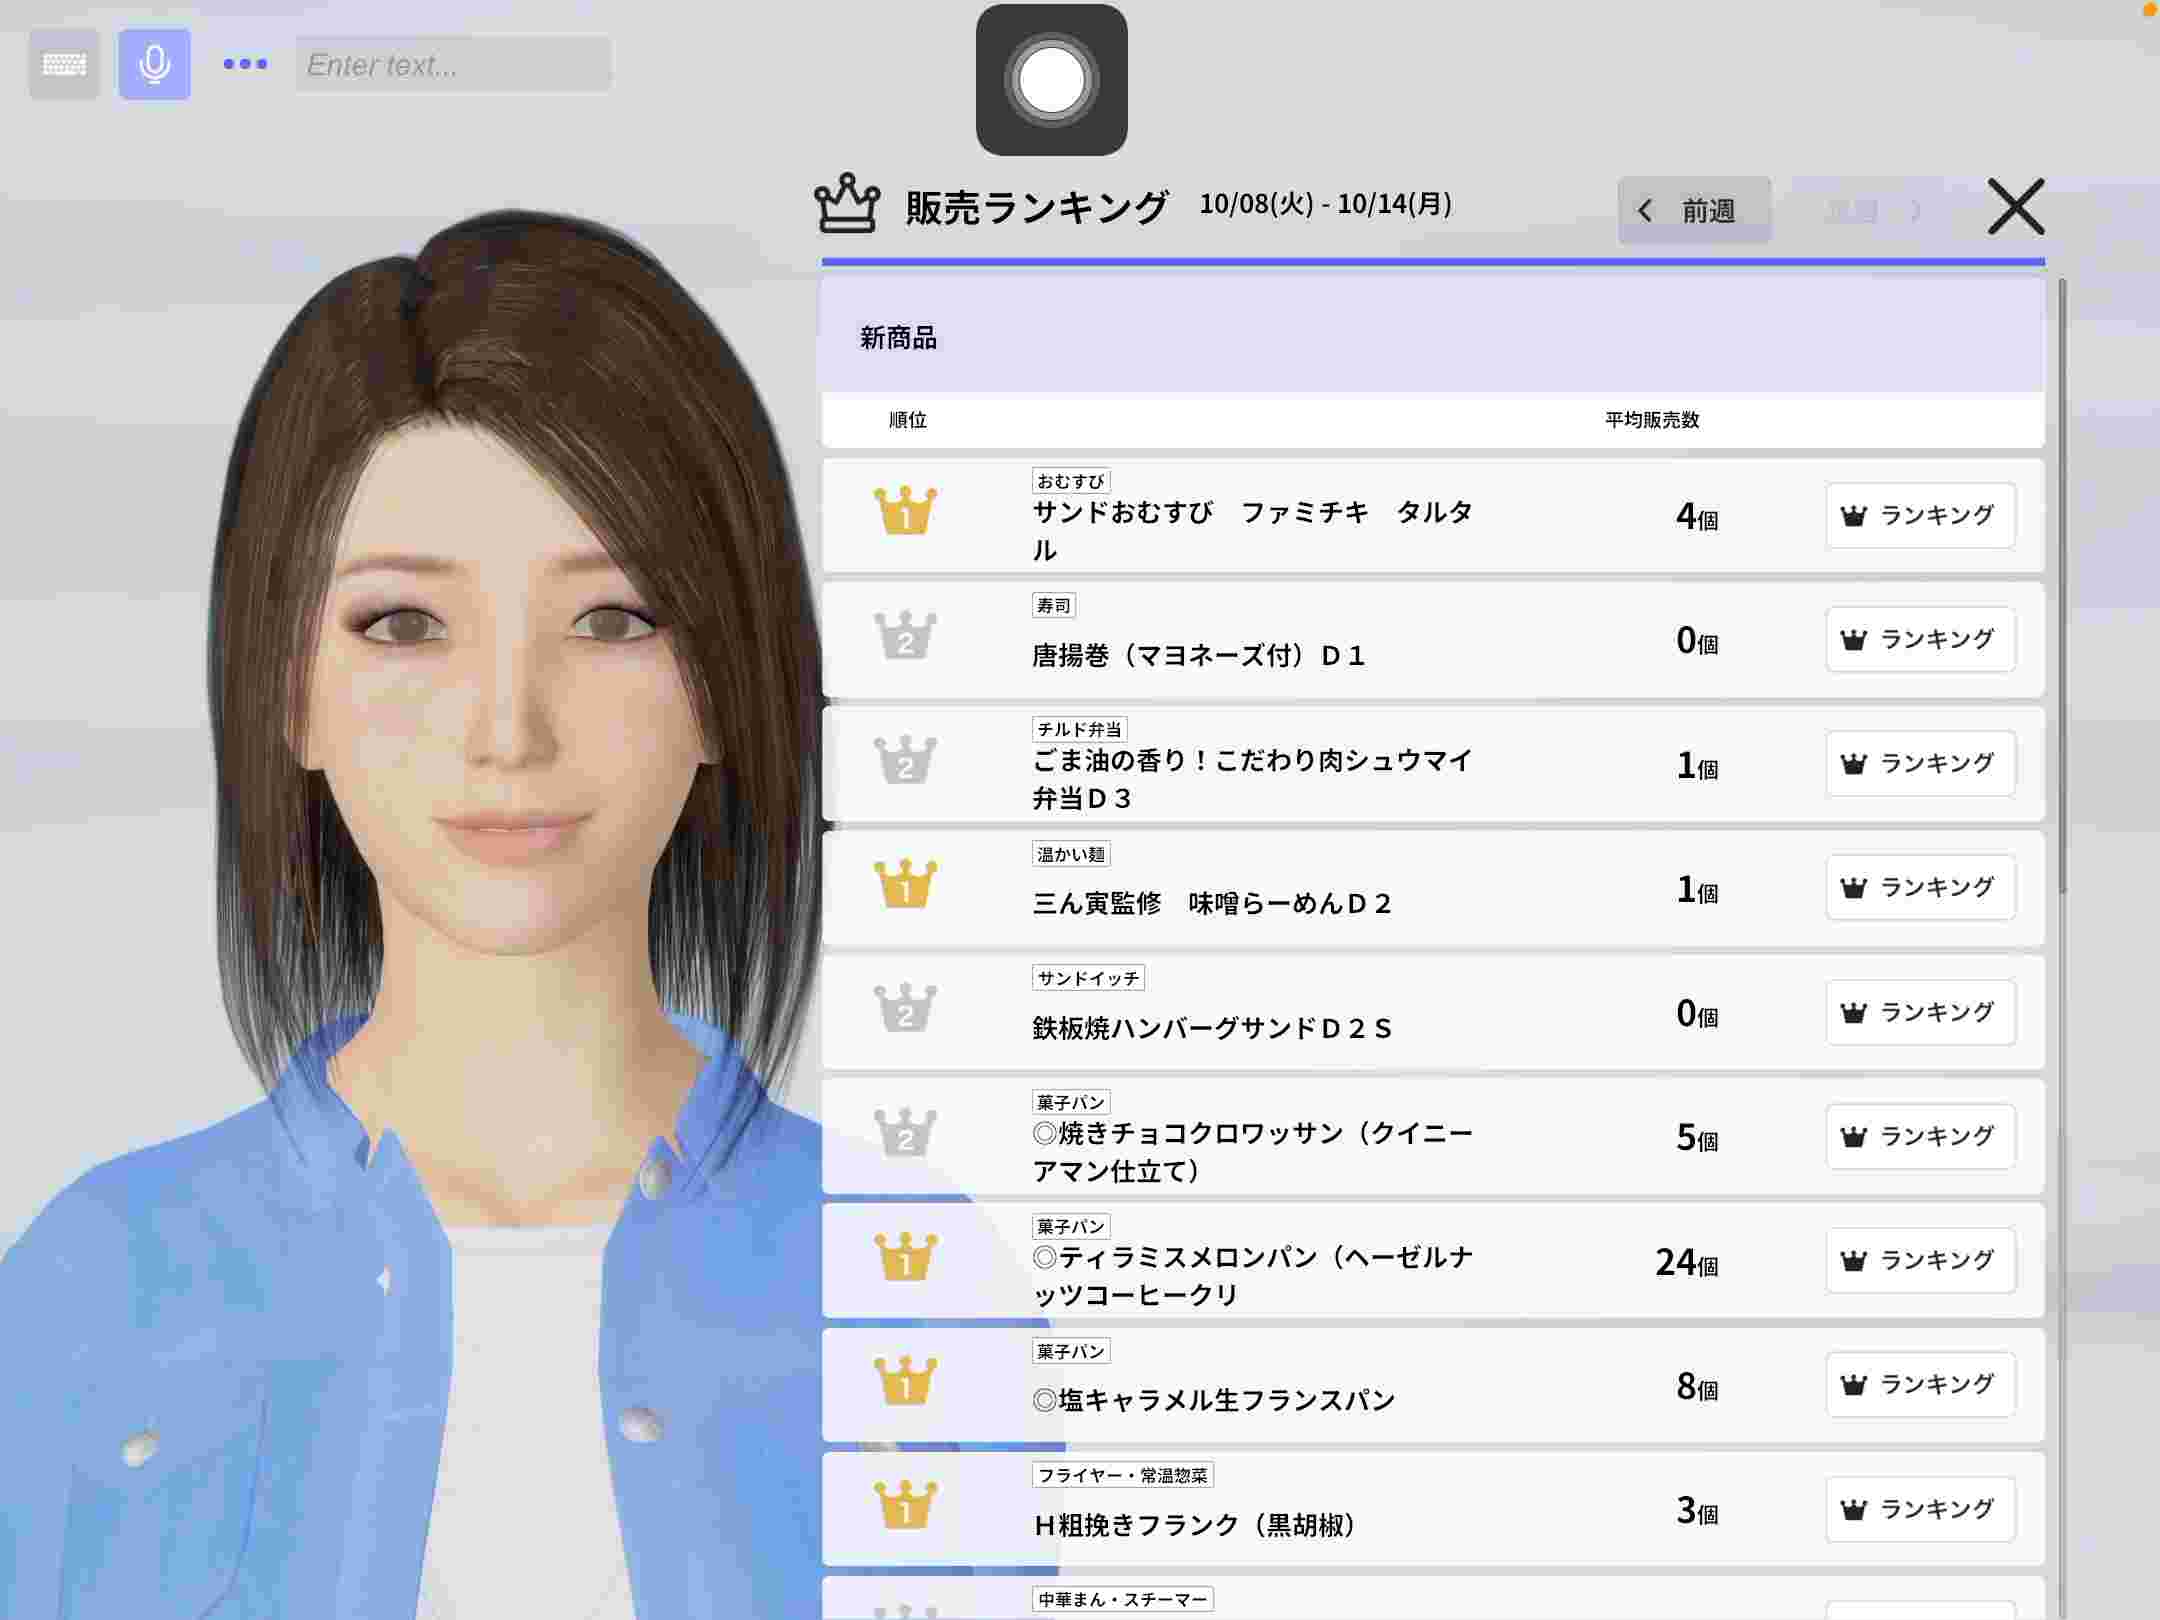 Enter text...
販売ランキング 10/08(火) - 10/14(月)
前週
新商品
順位 平均販売数
おむすび
1 サンドおむすび　ファミチキ　タルタ 4個 ランキング
ル
寿司
2 唐揚巻（マヨネーズ付）Ｄ１ 0個 ランキング
チルド弁当
2 ごま油の香り！こだわり肉シュウマイ 1個 ランキング
弁当Ｄ３
温かい麺
1 三ん寅監修　味噌らーめんＤ２ 1個 ランキング
サンドイッチ
2 鉄板焼ハンバーグサンドＤ２Ｓ 0個 ランキング
菓子パン
2 ◎焼きチョコクロワッサン（クイニー 5個 ランキング
アマン仕立て）
菓子パン
1 ◎ティラミスメロンパン（ヘーゼルナ 24個 ランキング
ッツコーヒークリ
菓子パン
1 ◎塩キャラメル生フランスパン 8個 ランキング
フライヤー・常温惣菜
1 Ｈ粗挽きフランク（黒胡椒） 3個 ランキング
中華まん・スチーマー